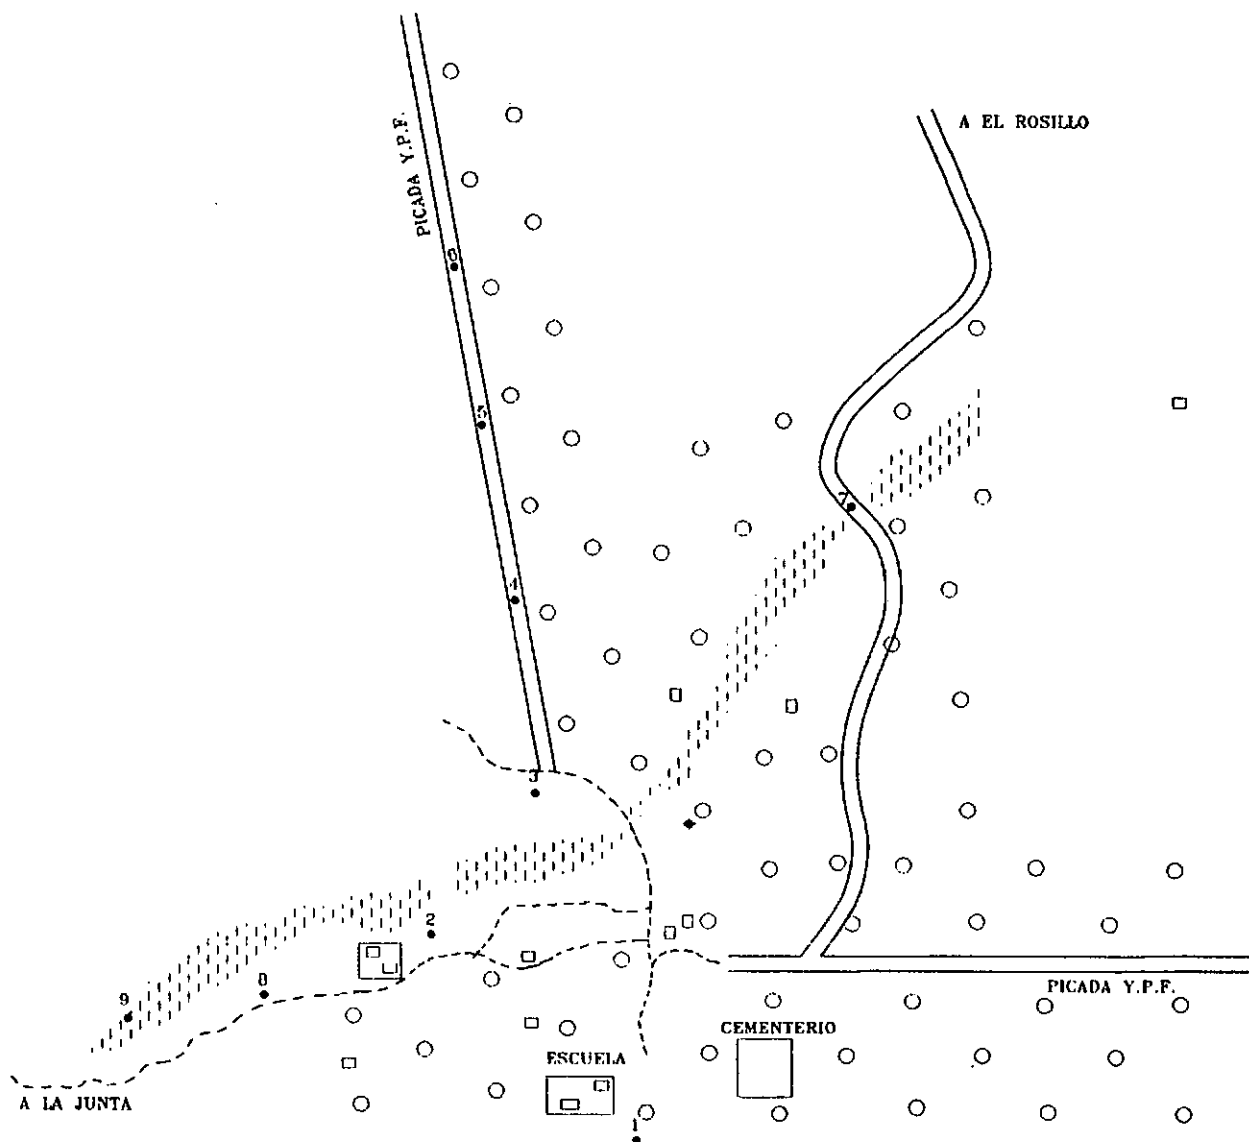 A EL ROSILLO
PICADA Y.P.F.
6
5
7
4
3
2
8
9
PICADA Y.P.F.
CEMENTERIO
ESCUELA
A LA JUNTA
1